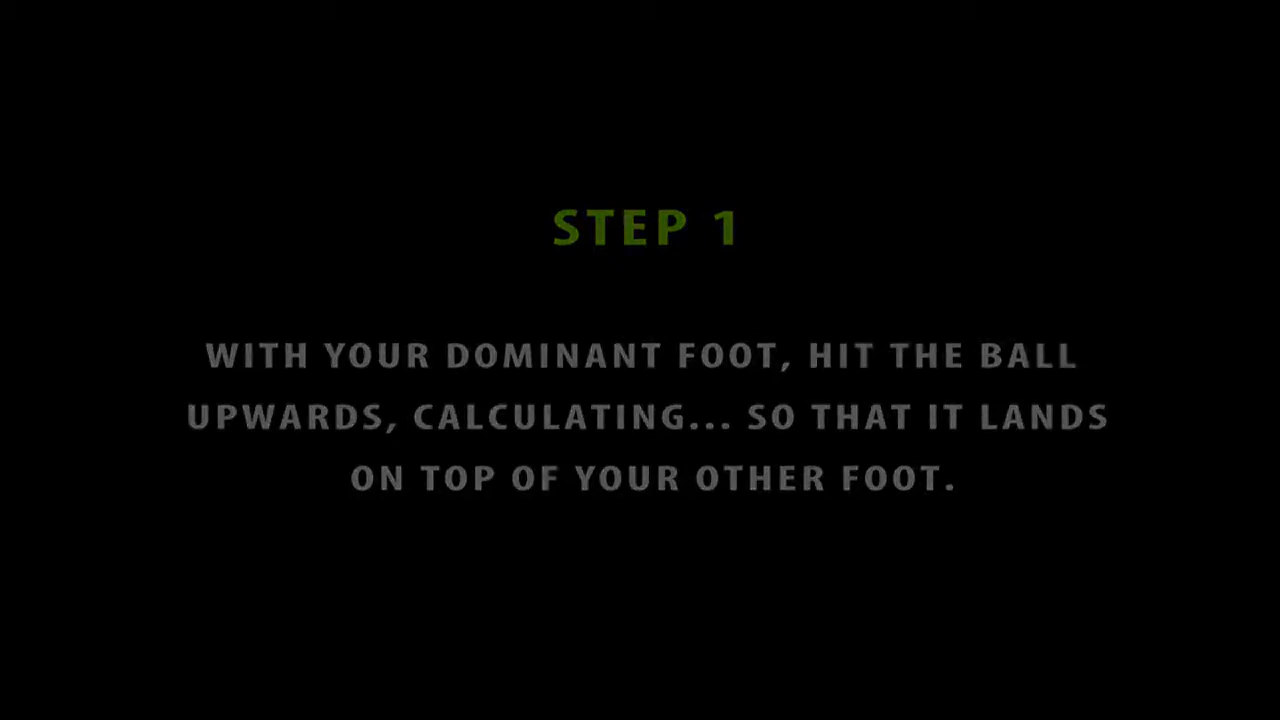 STEP 1
WITH YOUR DOMINANT FOOT, HIT THE BALL
UPWARDS, CALCULATING... SO THAT IT LANDS
ON TOP OF YOUR OTHER FOOT.